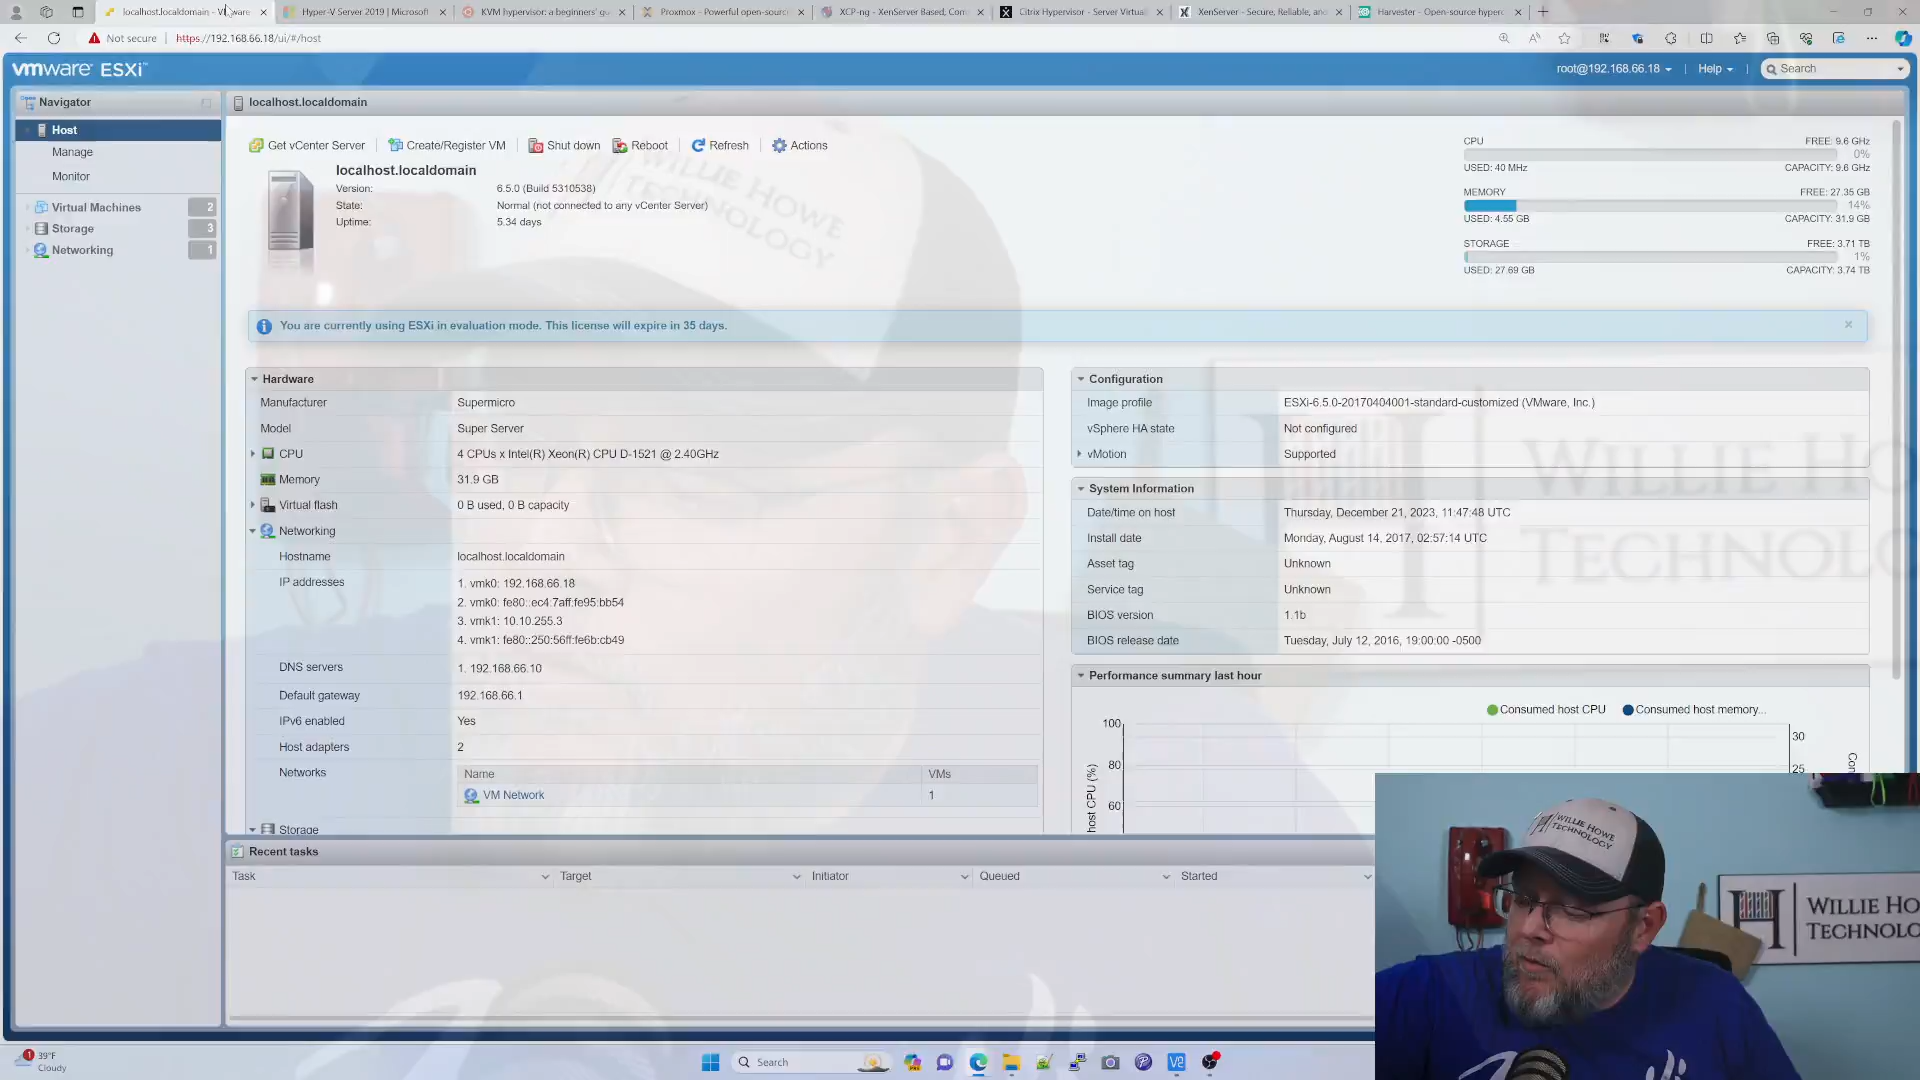 localhost.localdomain - VMware
Hyper-V Server 2019 | Microsoft
KVM hypervisor: a beginners' gu
Proxmox - Powerful open-source
XCP-ng - XenServer Based, Com
Citrix Hypervisor - Server Virtual
XenServer - Secure, Reliable, and
Harvester - Open-source hyperc
Not secure https://192.168.66.18/ui/#/host
vmware ESXi
root@192.168.66.18 Help Search
Navigator
Host
Manage
Monitor
Virtual Machines 2
Storage 3
Networking 1
localhost.localdomain
Get vCenter Server Create/Register VM Shut down Reboot Refresh Actions
localhost.localdomain
Version: 6.5.0 (Build 5310538)
State: Normal (not connected to any vCenter Server)
Uptime: 5.34 days
CPU FREE: 9.6 GHz
0%
USED: 40 MHz CAPACITY: 9.6 GHz
MEMORY FREE: 27.35 GB
14%
USED: 4.55 GB CAPACITY: 31.9 GB
STORAGE FREE: 3.71 TB
1%
USED: 27.69 GB CAPACITY: 3.74 TB
You are currently using ESXi in evaluation mode. This license will expire in 35 days.
Hardware
Manufacturer Supermicro
Model Super Server
CPU 4 CPUs x Intel(R) Xeon(R) CPU D-1521 @ 2.40GHz
Memory 31.9 GB
Virtual flash 0 B used, 0 B capacity
Networking
Hostname localhost.localdomain
IP addresses 1. vmk0: 192.168.66.18
2. vmk0: fe80::ec4:7aff:fe95:bb54
3. vmk1: 10.10.255.3
4. vmk1: fe80::250:56ff:fe6b:cb49
DNS servers 1. 192.168.66.10
Default gateway 192.168.66.1
IPv6 enabled Yes
Host adapters 2
Networks Name VMs
VM Network 1
Storage
Configuration
Image profile ESXi-6.5.0-20170404001-standard-customized (VMware, Inc.)
vSphere HA state Not configured
vMotion Supported
System Information
Date/time on host Thursday, December 21, 2023, 11:47:48 UTC
Install date Monday, August 14, 2017, 02:57:14 UTC
Asset tag Unknown
Service tag Unknown
BIOS version 1.1b
BIOS release date Tuesday, July 12, 2016, 19:00:00 -0500
Performance summary last hour
Consumed host CPU Consumed host memory...
100
80
60
host CPU (%)
30
25
Con
Recent tasks
Task Target Initiator Queued Started
WILLIE HOWE
TECHNOLOGY
WILLIE HO
TECHNOLO
WILLIE HOWE
TECHNOLOGY
WILLIE HO
TECHNOLOG
1
39°F
Cloudy
Search